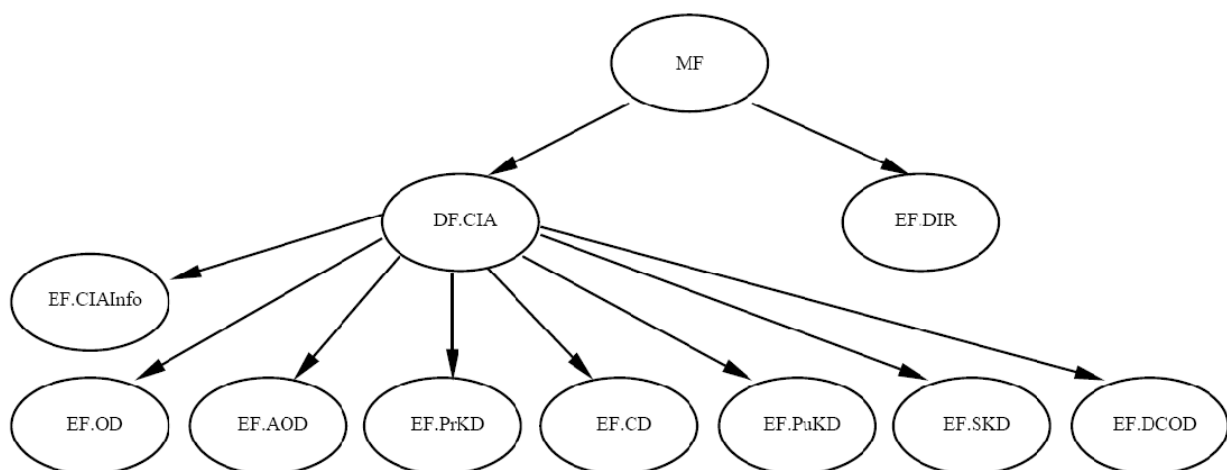 MF
DF.CIA
EF.DIR
EF.CIAInfo
EF.OD
EF.AOD
EF.PrKD
EF.CD
EF.PuKD
EF.SKD
EF.DCOD